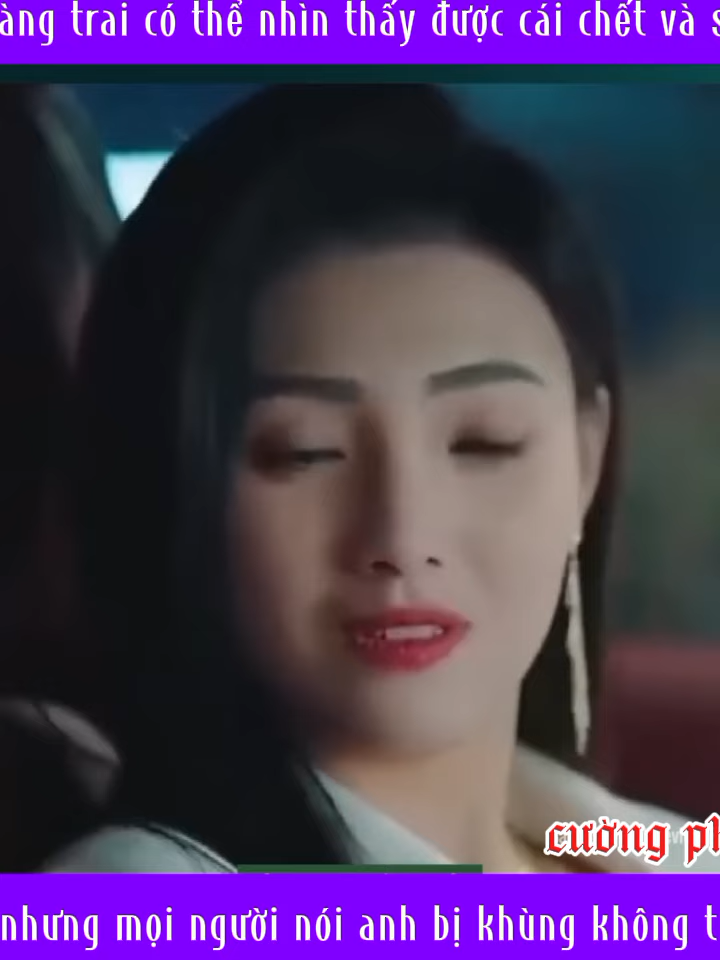 àng trai có thể nhìn thấy được cái chết và s
cường ph
nhưng mọi người nói anh bị khùng không t